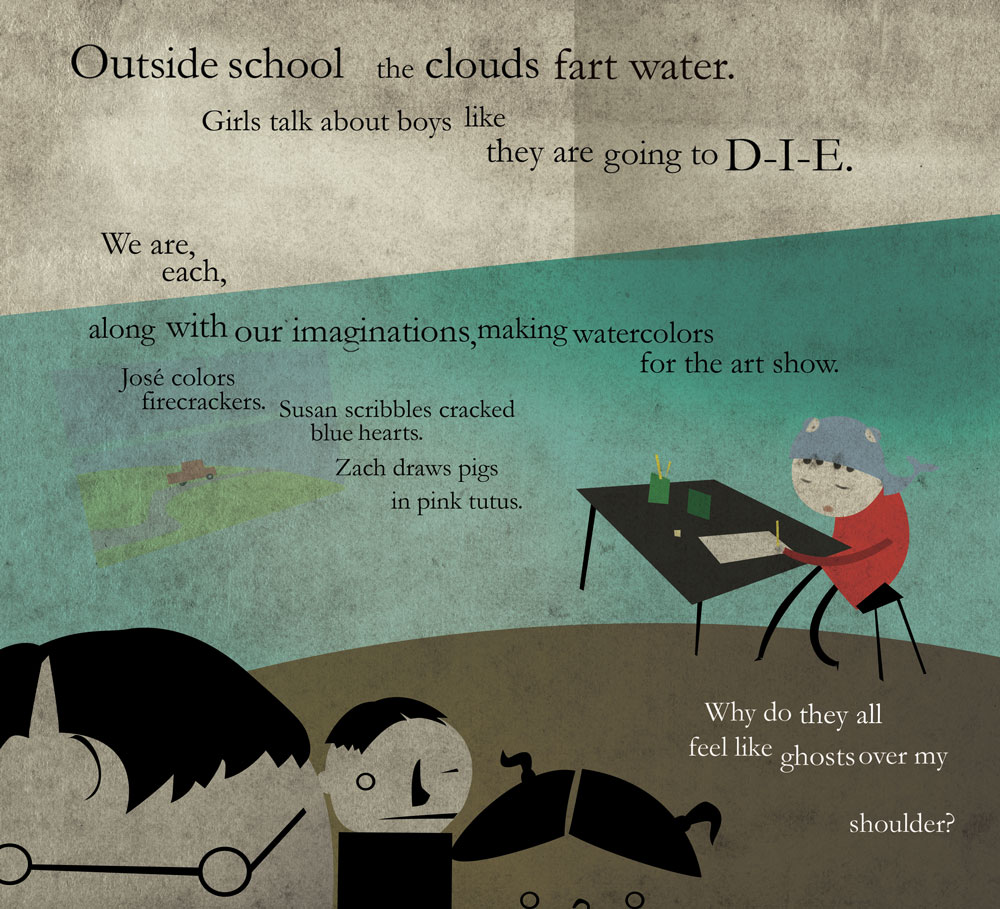 Outside school the clouds fart water.
Girls talk about boys like
they are going to D-I-E.
We are,
each,
along with our imaginations, making watercolors
for the art show.
José colors
firecrackers.
Susan scribbles cracked
blue hearts.
Zach draws pigs
in pink tutus.
Why do they all
feel like ghosts over my
shoulder?